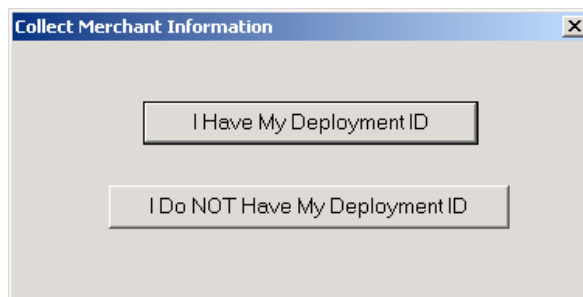 Collect Merchant Information
I Have My Deployment ID
I Do NOT Have My Deployment ID